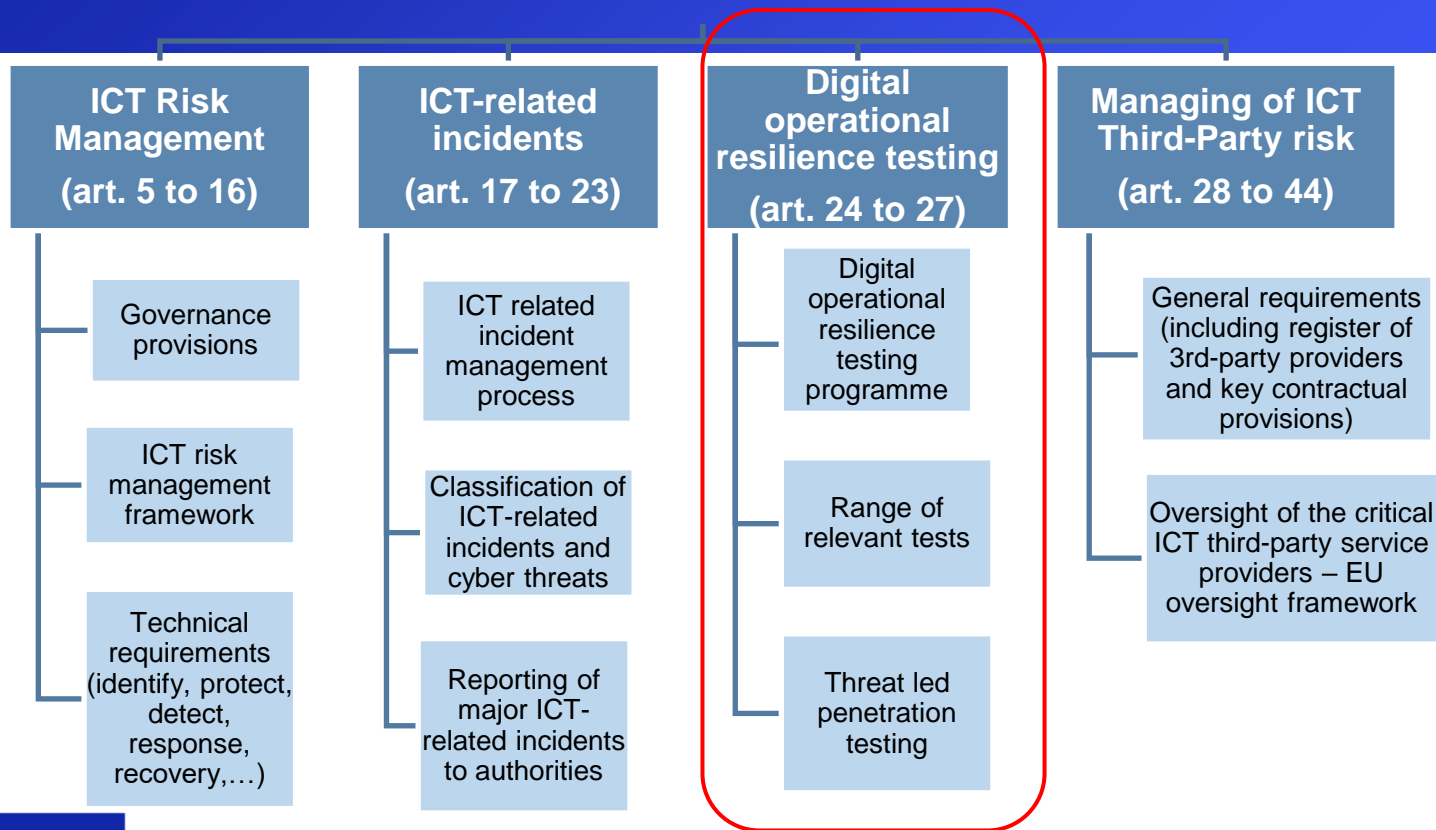 ICT Risk
Management
(art. 5 to 16)
Governance
provisions
ICT risk
management
framework
Technical
requirements
(identify, protect,
detect,
response,
recovery,…)
ICT-related
incidents
(art. 17 to 23)
ICT related
incident
management
process
Classification of
ICT-related
incidents and
cyber threats
Reporting of
major ICT-
related incidents
to authorities
Digital
operational
resilience testing
(art. 24 to 27)
Digital
operational
resilience
testing
programme
Range of
relevant tests
Threat led
penetration
testing
Managing of ICT
Third-Party risk
(art. 28 to 44)
General requirements
(including register of
3rd-party providers
and key contractual
provisions)
Oversight of the critical
ICT third-party service
providers – EU
oversight framework